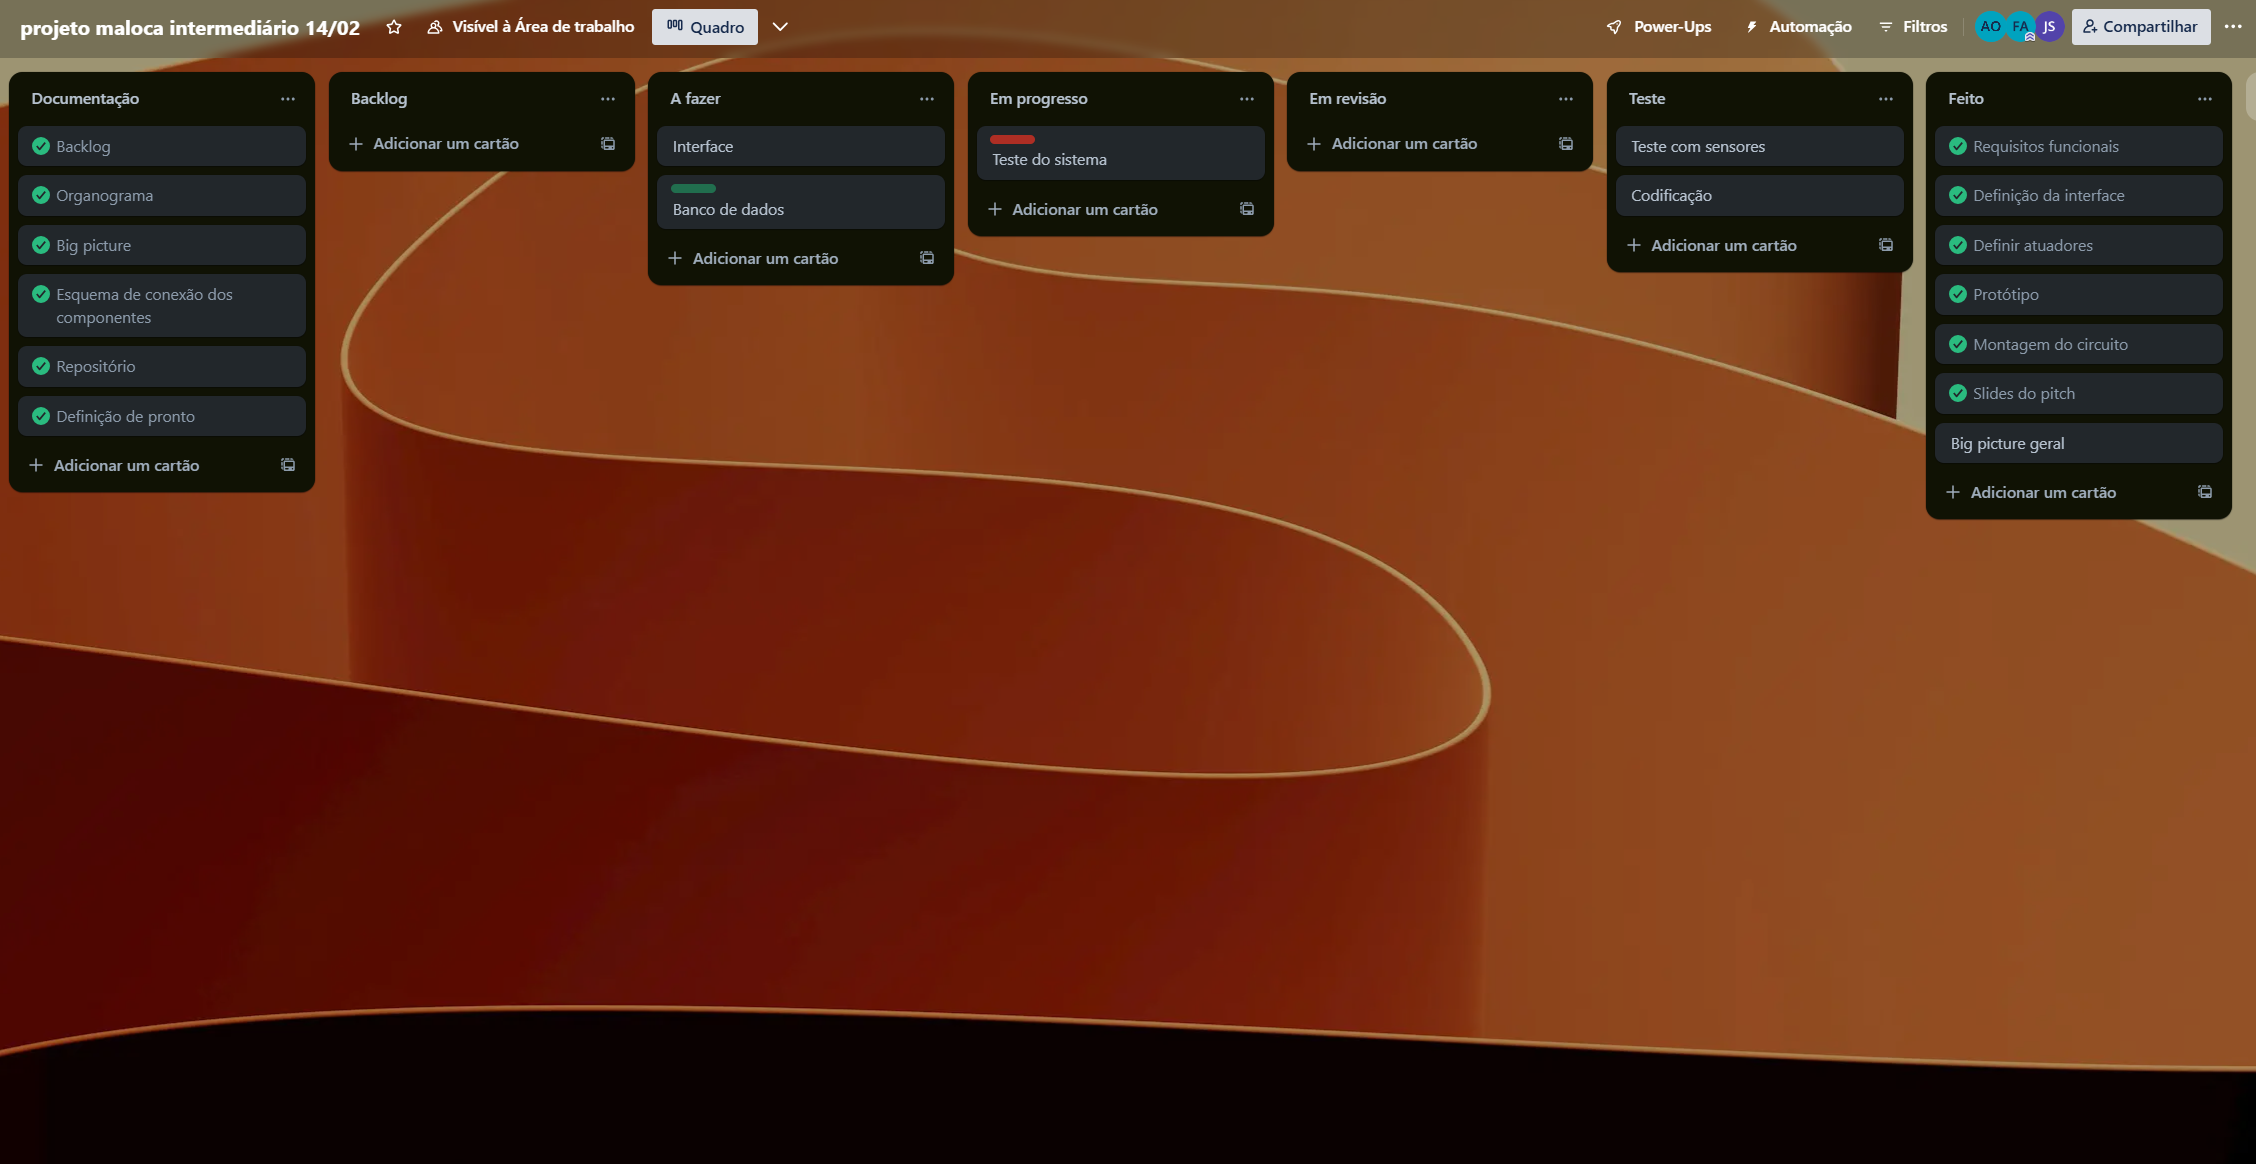 projeto maloca intermediário 14/02
Visível à Área de trabalho
Quadro
Power-Ups
Automação
Filtros
AO
FA
JS
Compartilhar
Documentação
Backlog
Organograma
Big picture
Esquema de conexão dos
componentes
Repositório
Definição de pronto
Adicionar um cartão
Backlog
Adicionar um cartão
A fazer
Interface
Banco de dados
Adicionar um cartão
Em progresso
Teste do sistema
Adicionar um cartão
Em revisão
Adicionar um cartão
Teste
Teste com sensores
Codificação
Adicionar um cartão
Feito
Requisitos funcionais
Definição da interface
Definir atuadores
Protótipo
Montagem do circuito
Slides do pitch
Big picture geral
Adicionar um cartão